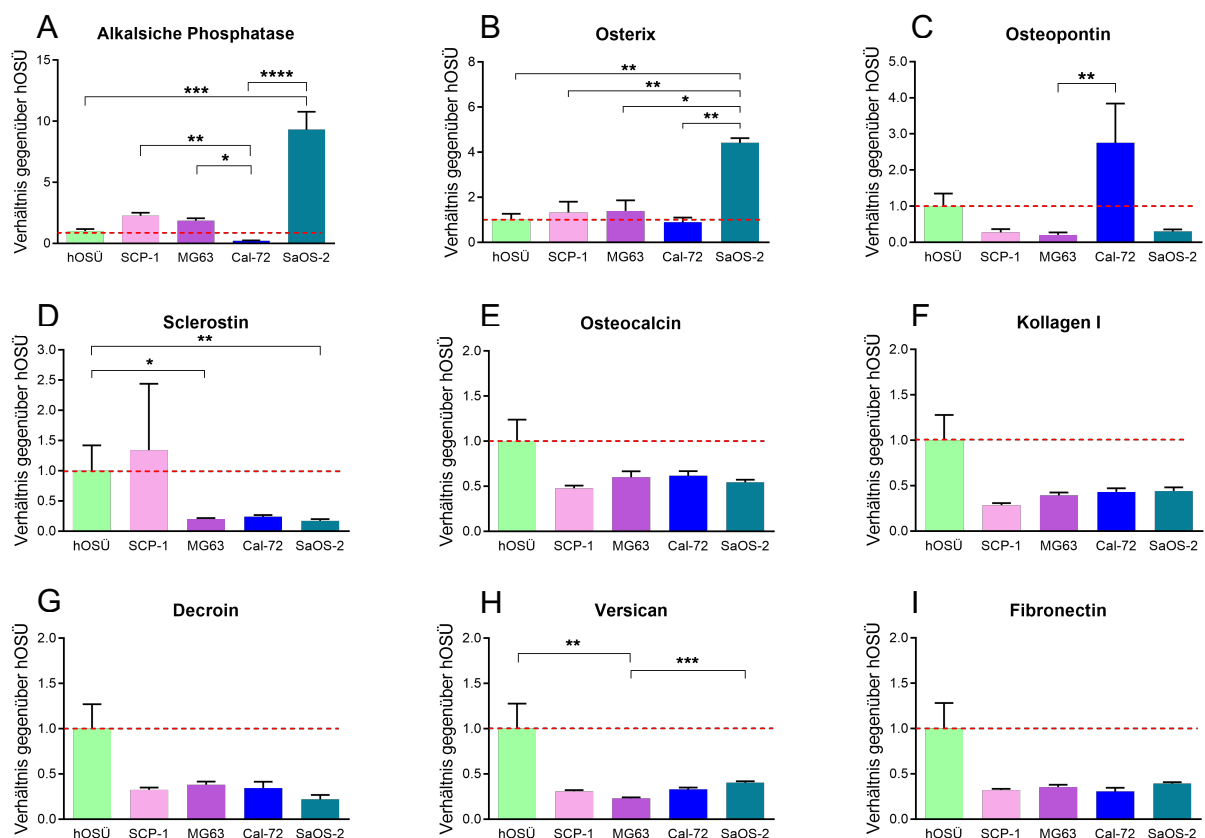 A
Alkalsiche Phosphatase
Verhältnis gegenüber hOSÜ
15
10
5
0
****
***
**
*
hOSÜ SCP-1 MG63 Cal-72 SaOS-2
B
Osterix
Verhältnis gegenüber hOSÜ
8
6
4
2
0
**
**
*
**
hOSÜ SCP-1 MG63 Cal-72 SaOS-2
C
Osteopontin
Verhältnis gegenüber hOSÜ
5.0
4.0
3.0
2.0
1.0
0.0
**
hOSÜ SCP-1 MG63 Cal-72 SaOS-2
D
Sclerostin
Verhältnis gegenüber hOSÜ
3.0
2.5
2.0
1.5
1.0
0.5
0.0
**
*
hOSÜ SCP-1 MG63 Cal-72 SaOS-2
E
Osteocalcin
Verhältnis gegenüber hOSÜ
2.0
1.5
1.0
0.5
0.0
hOSÜ SCP-1 MG63 Cal-72 SaOS-2
F
Kollagen I
Verhältnis gegenüber hOSÜ
2.0
1.5
1.0
0.5
0.0
hOSÜ SCP-1 MG63 Cal-72 SaOS-2
G
Decroin
Verhältnis gegenüber hOSÜ
2.0
1.5
1.0
0.5
0.0
hOSÜ SCP-1 MG63 Cal-72 SaOS-2
H
Versican
Verhältnis gegenüber hOSÜ
2.0
1.5
1.0
0.5
0.0
**
***
hOSÜ SCP-1 MG63 Cal-72 SaOS-2
I
Fibronectin
Verhältnis gegenüber hOSÜ
2.0
1.5
1.0
0.5
0.0
hOSÜ SCP-1 MG63 Cal-72 SaOS-2